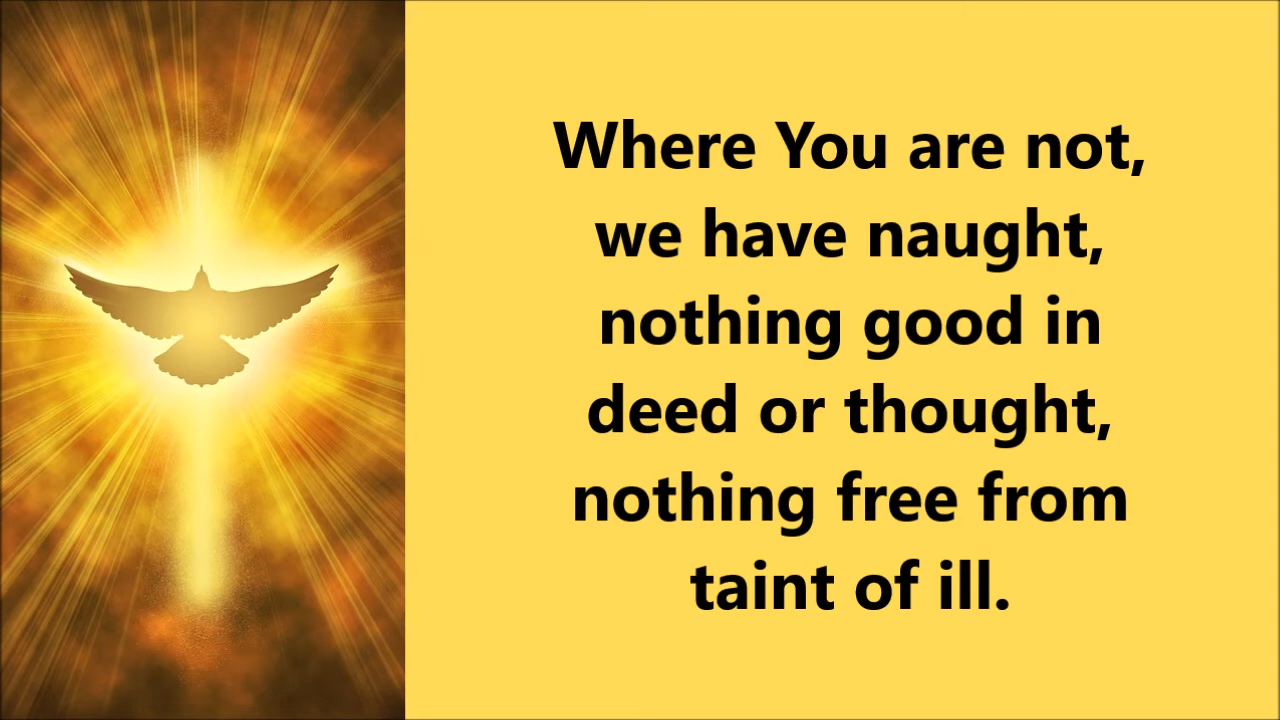 Where You are not,
we have naught,
nothing good in
deed or thought,
nothing free from
taint of ill.